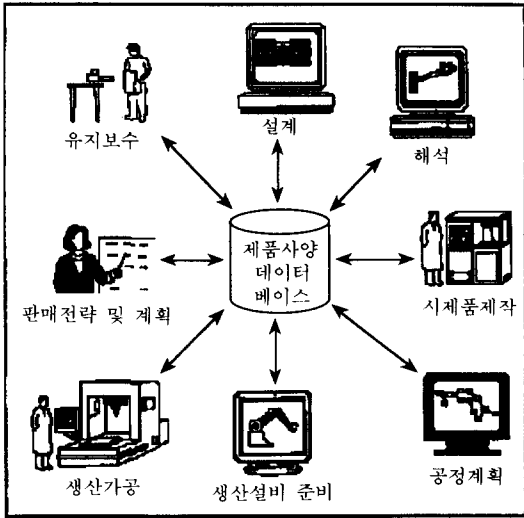 설계
유지보수
해석
제품사양
데이터
베이스
판매전략 및 계획
시제품제작
생산가공
생산설비 준비
공정계획